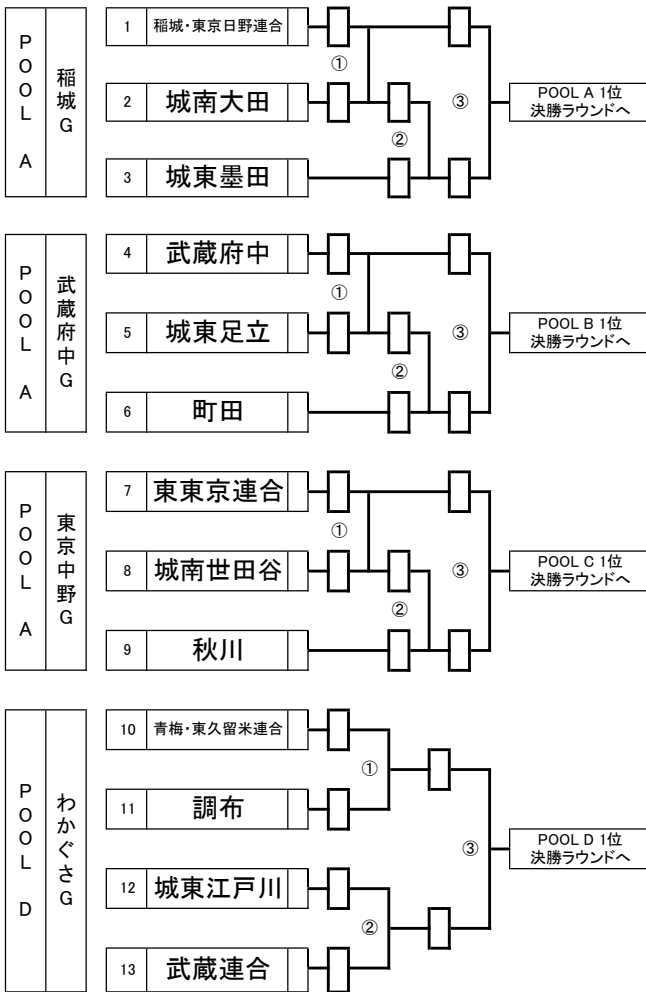 POOL A
稲城G
1 稲城・東京日野連合
①
2 城南大田
②
3 城東墨田
③
POOL A 1位
決勝ラウンドへ
POOL A
武蔵府中G
4 武蔵府中
①
5 城東足立
②
6 町田
③
POOL B 1位
決勝ラウンドへ
POOL A
東京中野G
7 東東京連合
①
8 城南世田谷
②
9 秋川
③
POOL C 1位
決勝ラウンドへ
POOL D
わかぐさG
10 青梅・東久留米連合
①
11 調布
12 城東江戸川
②
13 武蔵連合
③
POOL D 1位
決勝ラウンドへ